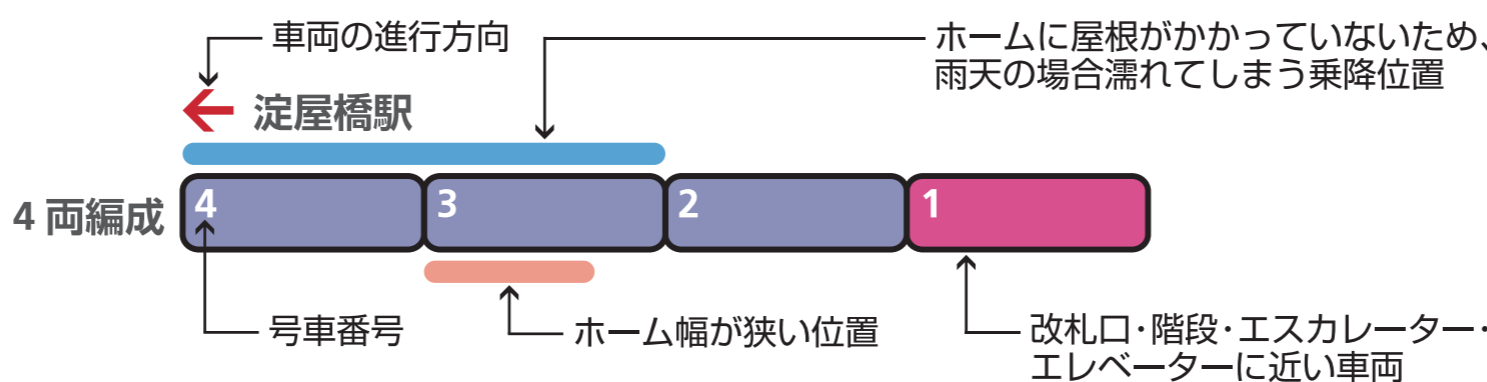 車両の進行方向
ホームに屋根がかかっていないため、
雨天の場合濡れてしまう乗降位置
淀屋橋駅
4両編成
4
3
2
1
号車番号
ホーム幅が狭い位置
改札口・階段・エスカレーター・
エレベーターに近い車両